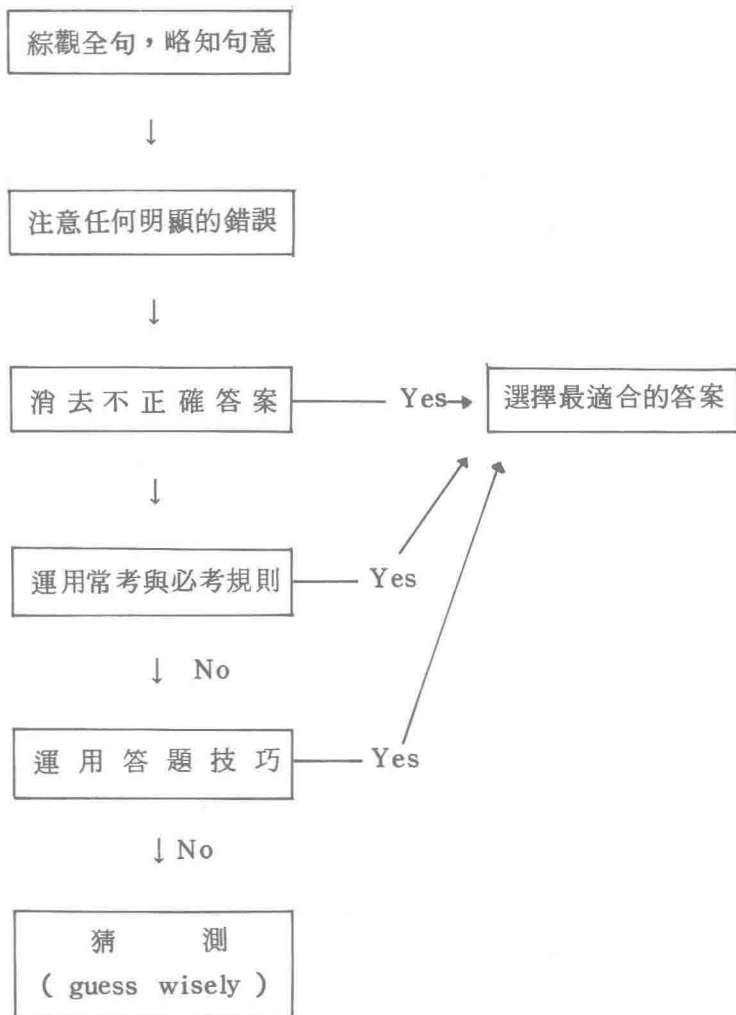 綜觀全句，略知句意
↓
注意任何明顯的錯誤
↓
消去不正確答案 Yes → 選擇最適合的答案
↓
運用常考與必考規則 Yes
↓ No
運用答題技巧 Yes
↓ No
猜測
( guess wisely )